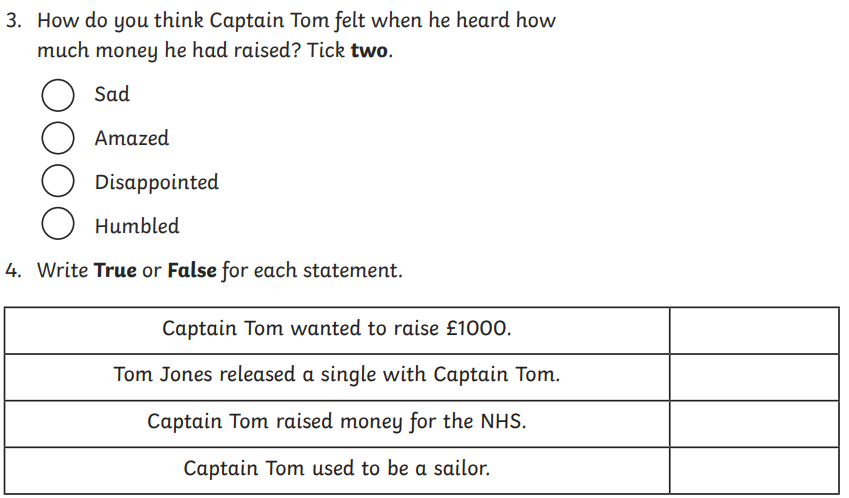 3. How do you think Captain Tom felt when he heard how
much money he had raised? Tick two.
Sad
Amazed
Disappointed
Humbled
4. Write True or False for each statement.
Captain Tom wanted to raise £1000.
Tom Jones released a single with Captain Tom.
Captain Tom raised money for the NHS.
Captain Tom used to be a sailor.